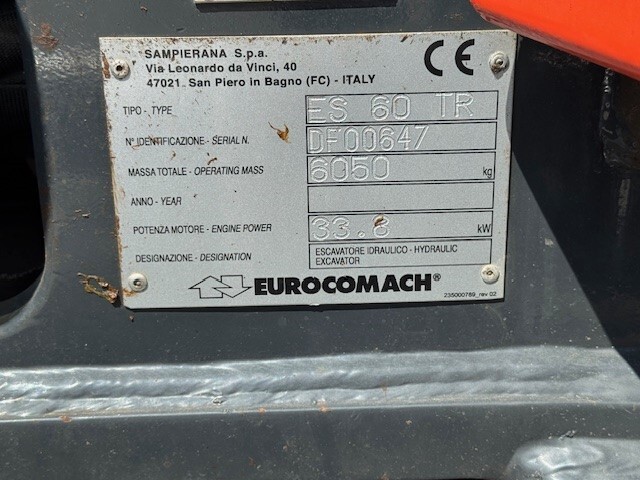 SAMPIERANA S.p.a.
Via Leonardo da Vinci, 40
47021 San Piero in Bagno (FC) - ITALY
CE
TIPO - TYPE ES 60 TR
N° IDENTIFICAZIONE - SERIAL N. DF00647
MASSA TOTALE - OPERATING MASS 6050 kg
ANNO - YEAR
POTENZA MOTORE - ENGINE POWER 33.8 kW
DESIGNAZIONE - DESIGNATION ESCAVATORE IDRAULICO - HYDRAULIC
EXCAVATOR
EUROCOMACH®
235000789_rev 02